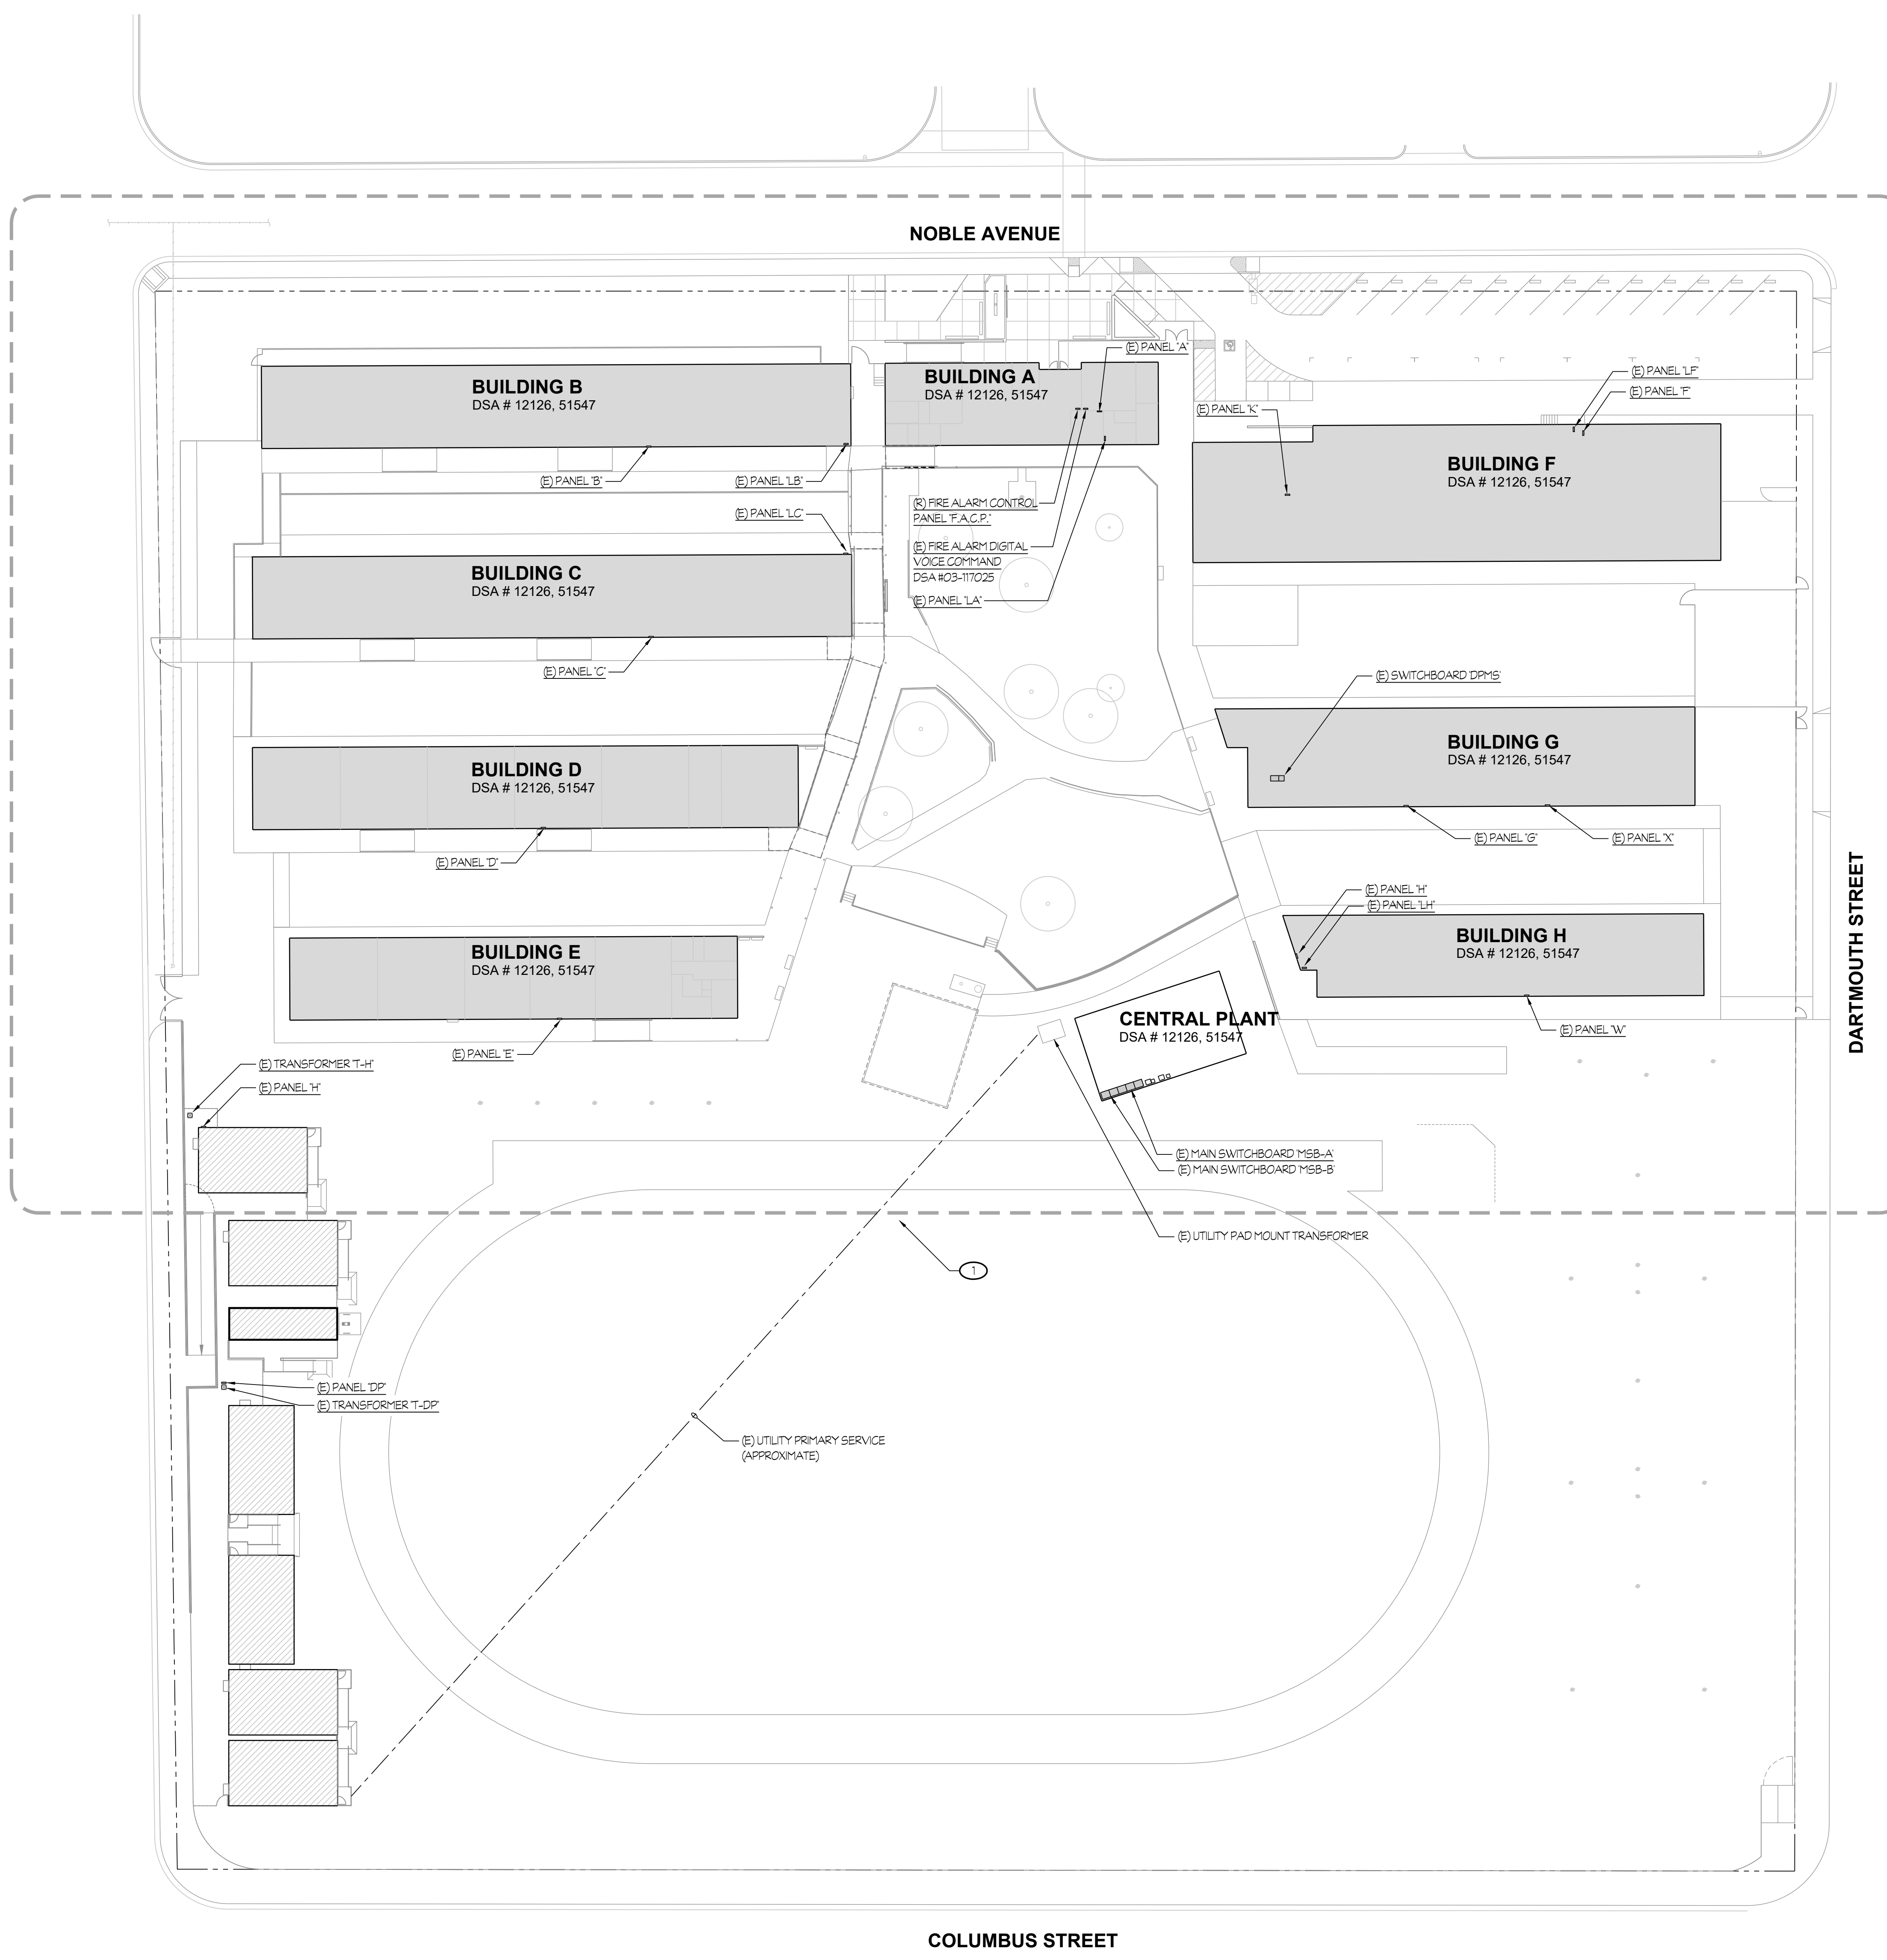 NOBLE AVENUE
(E) PANEL "A"
BUILDING B
DSA # 12126, 51547
BUILDING A
DSA # 12126, 51547
(E) PANEL "LF"
(E) PANEL "F"
(E) PANEL "K"
BUILDING F
DSA # 12126, 51547
(E) PANEL "B"
(E) PANEL "LB"
(E) PANEL "LC"
(R) FIRE ALARM CONTROL
PANEL "F.A.C.P."
(E) FIRE ALARM DIGITAL
VOICE COMMAND
DSA #03-117025
(E) PANEL "LA"
BUILDING C
DSA # 12126, 51547
(E) PANEL "C"
(E) SWITCHBOARD 'DPMS'
BUILDING D
DSA # 12126, 51547
BUILDING G
DSA # 12126, 51547
(E) PANEL "G"
(E) PANEL "X"
(E) PANEL "D"
(E) PANEL "H"
(E) PANEL "LH"
DARTMOUTH STREET
BUILDING E
DSA # 12126, 51547
BUILDING H
DSA # 12126, 51547
CENTRAL PLANT
DSA # 12126, 51547
(E) PANEL "W"
(E) PANEL "E"
(E) TRANSFORMER "T-H"
(E) PANEL "H"
(E) MAIN SWITCHBOARD 'MSB-A'
(E) MAIN SWITCHBOARD 'MSB-B'
(E) UTILITY PAD MOUNT TRANSFORMER
1
(E) PANEL "DP"
(E) TRANSFORMER "T-DP"
(E) UTILITY PRIMARY SERVICE
(APPROXIMATE)
COLUMBUS STREET